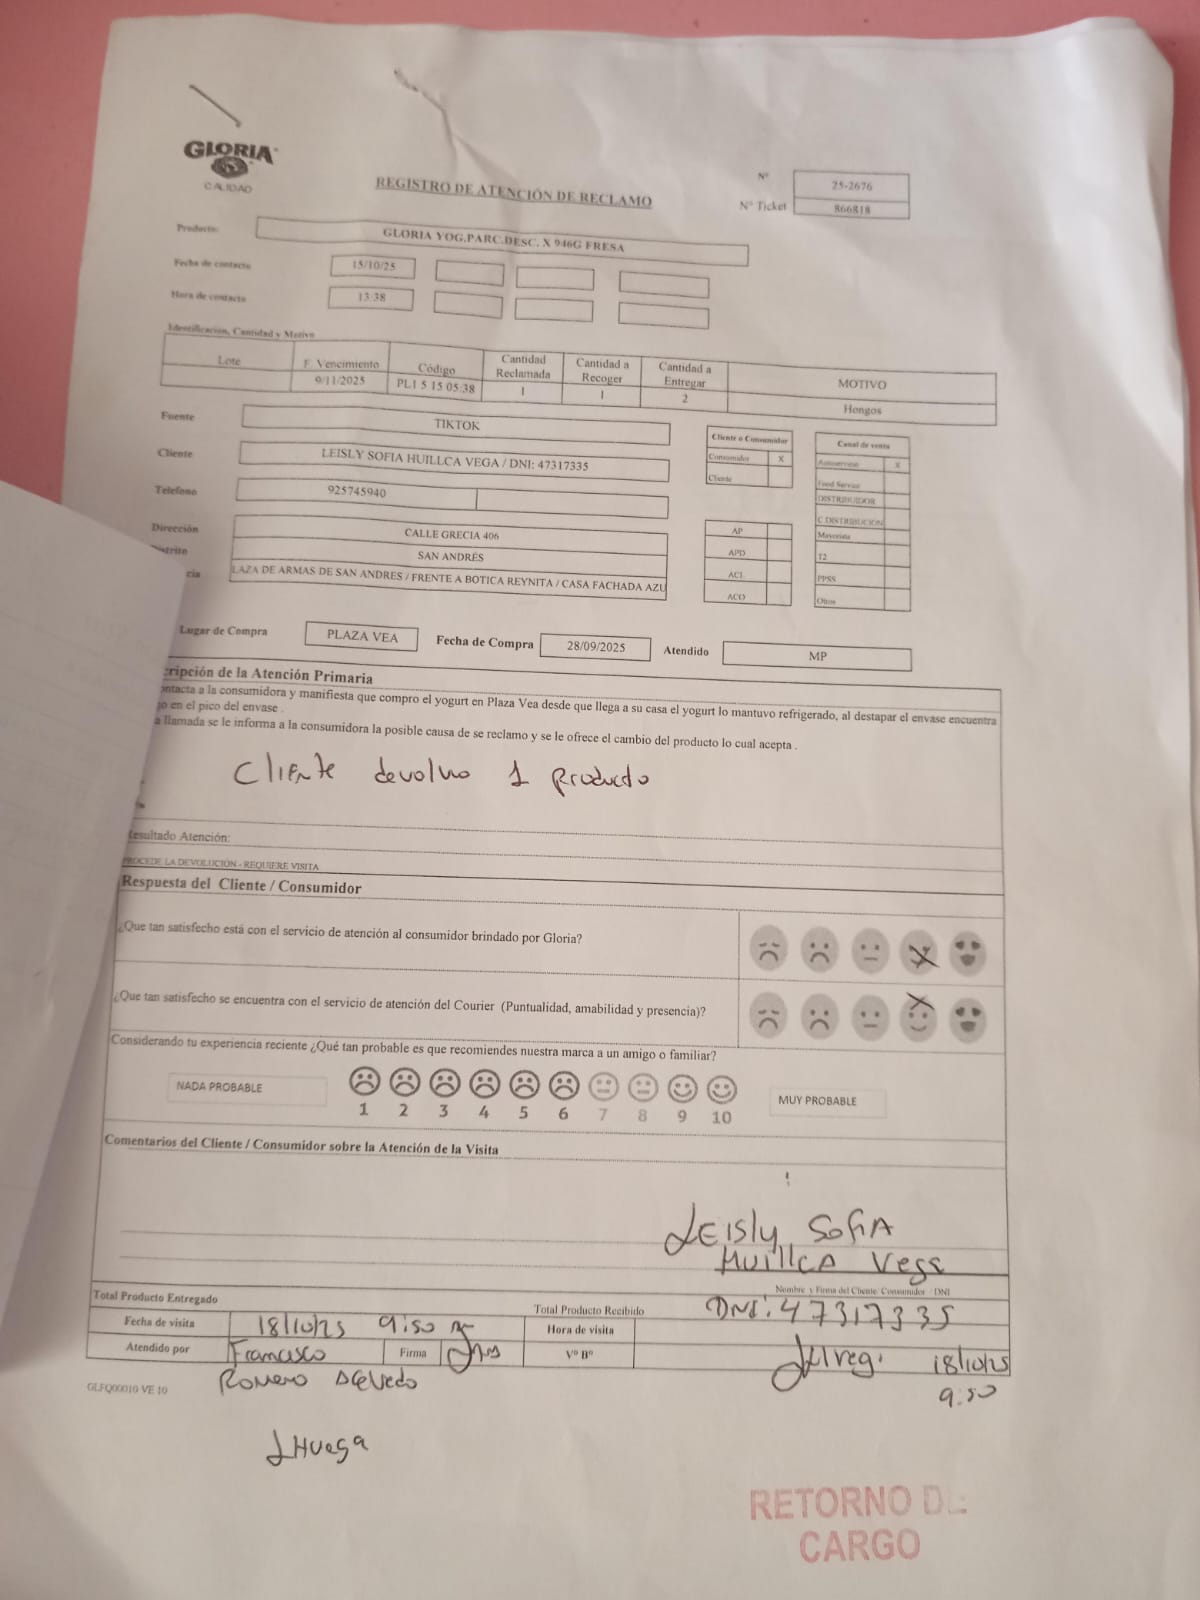 GLORIA
CALIDAD
REGISTRO DE ATENCIÓN DE RECLAMO
Nº 25-2676
Nº Ticket 866818
Producto: GLORIA YOG.PARC.DESC. X 946G FRESA
Fecha de contacto 15/10/25
Hora de contacto 13:38
Identificación, Cantidad y Motivo
Lote F. Vencimiento Código Cantidad Reclamada Cantidad a Recoger Cantidad a Entregar MOTIVO
9/11/2025 PL1 5 15 05:38 1 1 2 Hongos
Fuente TIKTOK
Cliente LEISLY SOFIA HUILLCA VEGA / DNI: 47317335
Telefono 925745940
Dirección CALLE GRECIA 406
SAN ANDRÉS
LAZA DE ARMAS DE SAN ANDRES / FRENTE A BOTICA REYNITA / CASA FACHADA AZU
Cliente o Consumidor
Consumidor X
Cliente
AP
APD
ACL
ACO
Canal de venta
Autoservicio X
Food Service
DISTRIBUIDOR
C.DISTRIBUCION
Mayorista
12
PPSS
Otros
Lugar de Compra PLAZA VEA Fecha de Compra 28/09/2025 Atendido MP
ripción de la Atención Primaria
ontacta a la consumidora y manifiesta que compro el yogurt en Plaza Vea desde que llega a su casa el yogurt lo mantuvo refrigerado, al destapar el envase encuentra
go en el pico del envase .
a llamada se le informa a la consumidora la posible causa de se reclamo y se le ofrece el cambio del producto lo cual acepta .
Cliente devolvio 1 producto
Resultado Atención:
PROCEDE LA DEVOLUCIÓN - REQUIERE VISITA
Respuesta del Cliente / Consumidor
¿Que tan satisfecho está con el servicio de atención al consumidor brindado por Gloria?
¿Que tan satisfecho se encuentra con el servicio de atención del Courier (Puntualidad, amabilidad y presencia)?
Considerando tu experiencia reciente ¿Qué tan probable es que recomiendes nuestra marca a un amigo o familiar?
NADA PROBABLE 1 2 3 4 5 6 7 8 9 10 MUY PROBABLE
Comentarios del Cliente / Consumidor sobre la Atención de la Visita
LEISLY SOFIA
HUILLCA Vega
Nombre y Firma del Cliente/Consumidor / DNI
DNI: 47317335
Total Producto Entregado Total Producto Recibido
Fecha de visita 18/10/25 9:50 Hora de visita
Atendido por Francisco Firma Vº Bº
18/10/25
Romero Acevedo
9:50
GLFQ00010 VE 10
RETORNO DE
CARGO